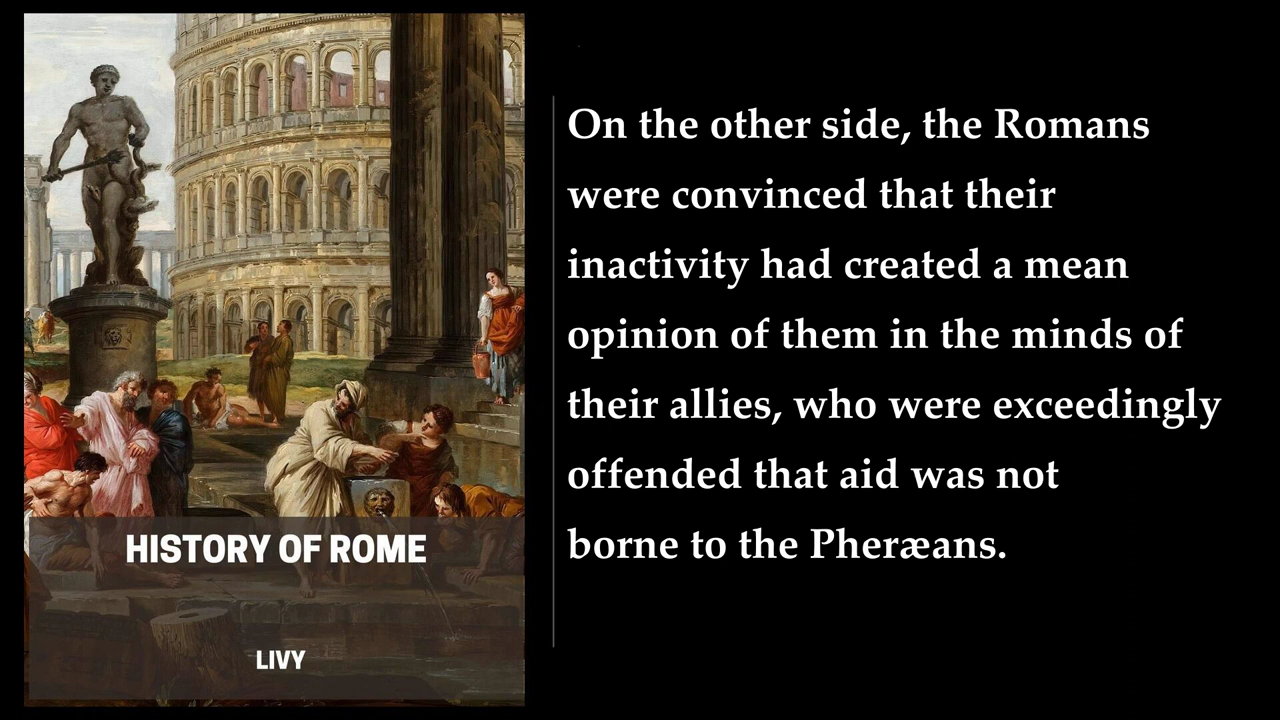 HISTORY OF ROME
LIVY
On the other side, the Romans
were convinced that their
inactivity had created a mean
opinion of them in the minds of
their allies, who were exceedingly
offended that aid was not
borne to the Pheræans.